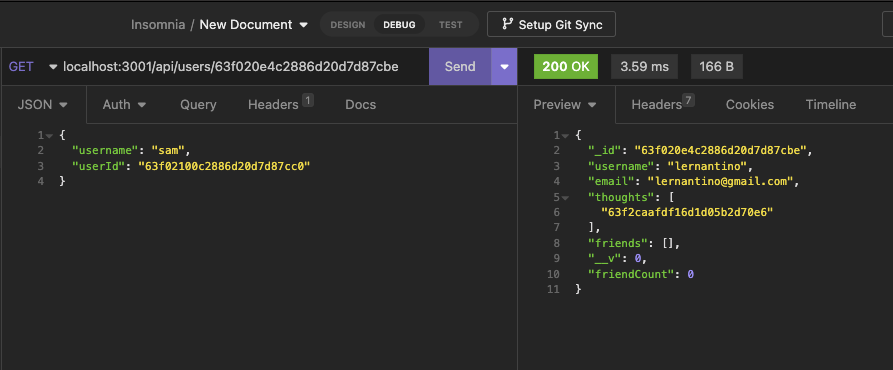 Insomnia / New Document DESIGN DEBUG TEST Setup Git Sync
GET localhost:3001/api/users/63f020e4c2886d20d7d87cbe Send 200 OK 3.59 ms 166 B
JSON Auth Query Headers 1 Docs Preview Headers 7 Cookies Timeline
1 {
2 "username": "sam",
3 "userId": "63f02100c2886d20d7d87cc0"
4 }
1 {
2 "_id": "63f020e4c2886d20d7d87cbe",
3 "username": "lernantino",
4 "email": "lernantino@gmail.com",
5 "thoughts": [
6 "63f2caafdf16d1d05b2d70e6"
7 ],
8 "friends": [],
9 "__v": 0,
10 "friendCount": 0
11 }